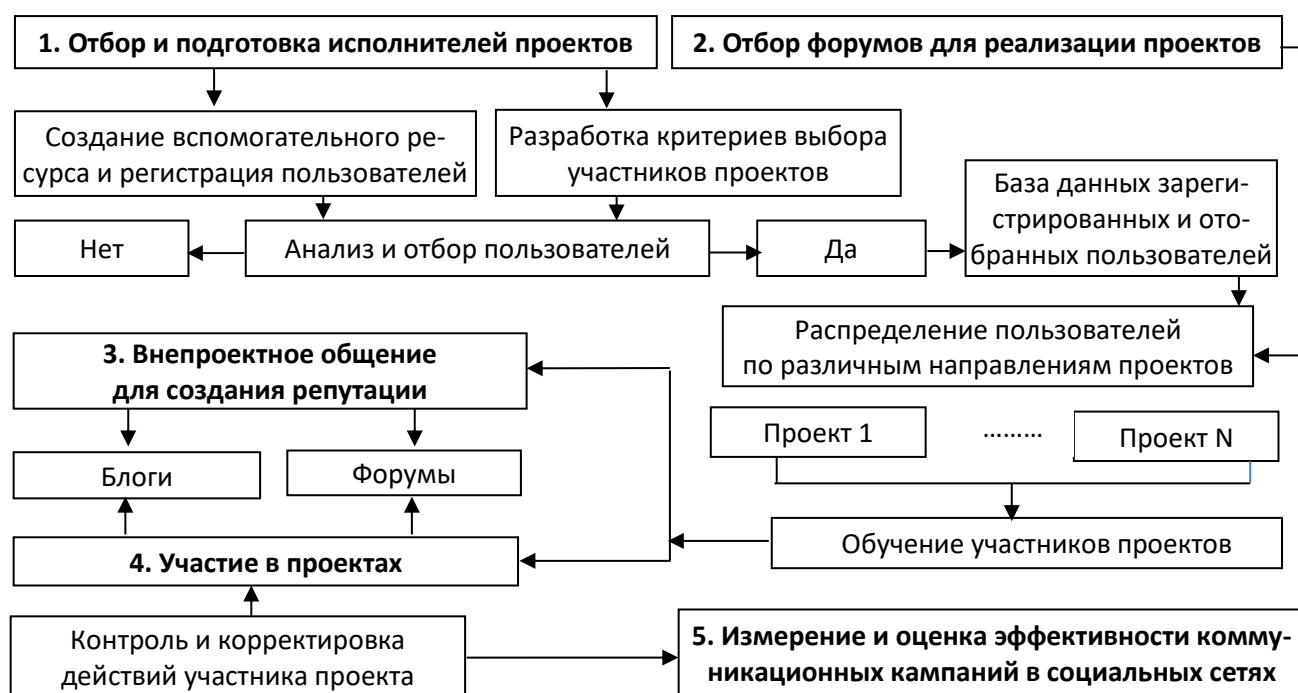 1. Отбор и подготовка исполнителей проектов
2. Отбор форумов для реализации проектов
Создание вспомогательного ре-
сурса и регистрация пользователей
Разработка критериев выбора
участников проектов
База данных зареги-
стрированных и ото-
бранных пользователей
Нет
Анализ и отбор пользователей
Да
Распределение пользователей
по различным направлениям проектов
3. Внепроектное общение
для создания репутации
Проект 1
………
Проект N
Блоги
Форумы
Обучение участников проектов
4. Участие в проектах
Контроль и корректировка
действий участника проекта
5. Измерение и оценка эффективности комму-
никационных кампаний в социальных сетях